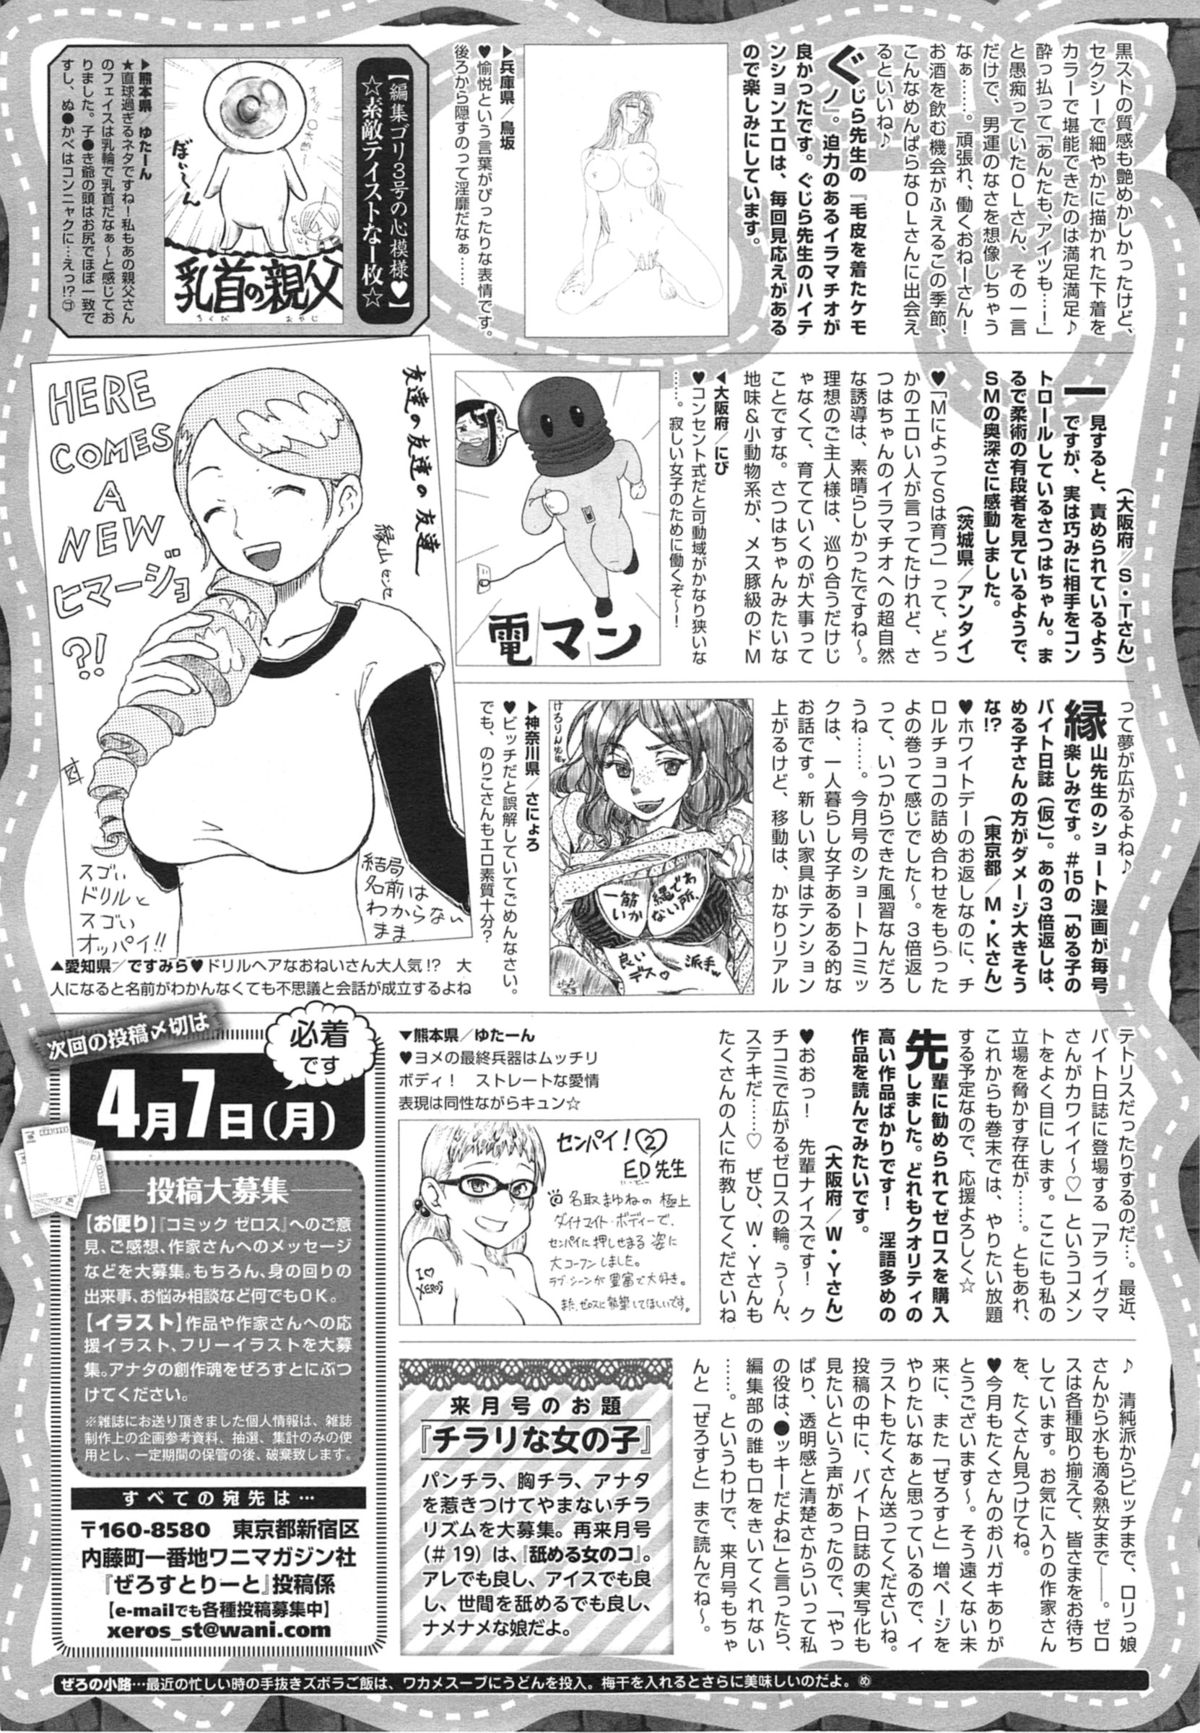 黒ストの質感も艶めかしかったけど、
セクシーで細やかに描かれた下着を
カラーで堪能できたのは満足満足♪
酔っ払って「あんたも、アイツも…！」
と愚痴っていたOLさん、その一言
だけで、男運のなさを想像しちゃう
なぁ……。頑張れ、働くおねーさん！
お酒を飲む機会がふえるこの季節、
こんなめんぱらなOLさんに出会え
るといいね♪
ぐじら先生の『毛皮を着たケモ
ノ』。迫力のあるイラマチオが
良かったです。ぐじら先生のハイテ
ンションエロは、毎回見応えがある
ので楽しみにしています。
▶兵庫県／鳥坂
♥愉悦という言葉がぴったりな表情です。
後ろから隠すのって淫靡だなぁ……
【編集ゴリ3号の心模様♥
☆素敵テイストなー枚☆】
ぼい〜ん
乳首の親父
ちくび おやじ
▶熊本県／ゆたーん
★直球過ぎるネタですね！私もあの親父さん
のフェイスは乳輪で乳首だなぁ〜と感じてお
りました。子●き爺の頭はお尻でほぼ一致で
すし、ぬ●かべはコンニャクに…えっ!?㋙
（大阪府／S・Tさん）
一見すると、責められているよう
ですが、実は巧みに相手をコン
トロールしているさつはちゃん。ま
るで柔術の有段者を見ているようで、
SMの奥深さに感動しました。
（茨城県／アンタイ）
♥「MによってSは育つ」って、どっ
かのエロい人が言ってたけれど、さ
つはちゃんのイラマチオへの超自然
な誘導は、素晴らしかったですね〜。
理想のご主人様は、巡り合うだけじ
ゃなくて、育てていくのが大事って
ことですな。さつはちゃんみたいな
地味＆小動物系が、メス豚級のドM
電マン
◀大阪府／にび
♥コンセント式だと可動域がかなり狭いな
……。寂しい女子のために働くぞ〜！
HERE
COMES
A
NEW
ヒマージョ
?!
友達の友達の友達
縁山センセ
スゴい
ドリルと
スゴい
オッパイ!!
結局
名前は
わからない
まま
▲愛知県／ですみら♥ドリルヘアなおねいさん大人気!? 大
人になると名前がわかんなくても不思議と会話が成立するよね
って夢が広がるよね♪
縁山先生のショート漫画が毎号
楽しみです。＃15の「める子の
バイト日誌（仮）」。あの3倍返しは、
める子さんの方がダメージ大きそう
な!?
（東京都／M・Kさん）
♥ホワイトデーのお返しなのに、チ
ロルチョコの詰め合わせをもらった
よの巻って感じでした〜。3倍返し
って、いつからできた風習なんだろ
うね……。今月号のショートコミッ
クは、一人暮らし女子あるある的な
お話です。新しい家具はテンション
上がるけど、移動は、かなりリアル
一筋
いか
縄であ
ない所、
良い
デス♡
派手w
▶神奈川県／さにょろ
♥ビッチだと誤解していてごめんなさい。
でも、のりこさんもエロ素質十分？
テトリスだったりするのだ…。最近、
バイト日誌に登場する「アライグマ
さんがカワイイ〜♡」というコメン
トをよく目にします。ここにも私の
立場を脅かす存在が……。ともあれ、
これからも巻末では、やりたい放題
する予定なので、応援よろしく☆
先輩に勧められてゼロスを購入
しました。どれもクオリティの
高い作品ばかりです！ 淫語多めの
作品を読んでみたいです。
（大阪府／W・Yさん）
♥おおっ！ 先輩ナイスです！ ク
チコミで広がるゼロスの輪。う〜ん、
ステキだ……♡ ぜひ、W・Yさんも
たくさんの人に布教してくださいね
▼熊本県／ゆたーん
♥ヨメの最終兵器はムッチリ
ボディ！ ストレートな愛情
表現は同性ながらキュン☆
センパイ！②
ED先生
名取まゆねの極上
ダイナマイト・ボディーで、
センパイに押しせまる姿に
大コーフンしました。
ラブシーンが豊富で大好き。
また、ゼロスに執筆してほしいです。
I♡
XEROS
♪ 清純派からビッチまで、ロリっ娘
さんから水も滴る熟女まで――。ゼロ
スは各種取り揃えて、皆さまをお待ち
しています。お気に入りの作家さん
を、たくさん見つけてね。
♥今月もたくさんのおハガキありが
とうございます〜。そう遠くない未
来に、また「ぜろすと」増ページを
やりたいなぁと思っているので、イ
ラストもたくさん送ってくださいね。
投稿の中に、バイト日誌の実写化も
見たいという声があったので、「やっ
ぱり、透明感と清楚さからいって私
の役は、●ッキーだよね」と言ったら、
編集部の誰も口をきいてくれない
……。というわけで、来月号もちゃ
んと「ぜろすと」まで読んでね〜。
来月号のお題
『チラリな女の子』
パンチラ、胸チラ、アナタ
を惹きつけてやまないチラ
リズムを大募集。再来月号
（＃19）は、『舐める女のコ』。
アレでも良し、アイスでも良
し、世間を舐めるでも良し、
ナメナメな娘だよ。
次回の投稿〆切は
必着
です
4月7日（月）
投稿大募集
【お便り】『コミック ゼロス』へのご意
見、ご感想、作家さんへのメッセージ
などを大募集。もちろん、身の回りの
出来事、お悩み相談など何でもOK。
【イラスト】作品や作家さんへの応
援イラスト、フリーイラストを大募
集。アナタの創作魂をぜろすとにぶつ
けてください。
※雑誌にお送り頂きました個人情報は、雑誌
制作上の企画参考資料、抽選、集計のみの使
用とし、一定期間の保管の後、破棄致します。
すべての宛先は…
〒160-8580 東京都新宿区
内藤町一番地ワニマガジン社
『ぜろすとりーと』投稿係
【e-mailでも各種投稿募集中】
xeros_st@wani.com
ぜろの小路…最近の忙しい時の手抜きズボラご飯は、ワカメスープにうどんを投入。梅干を入れるとさらに美味しいのだよ。㋱